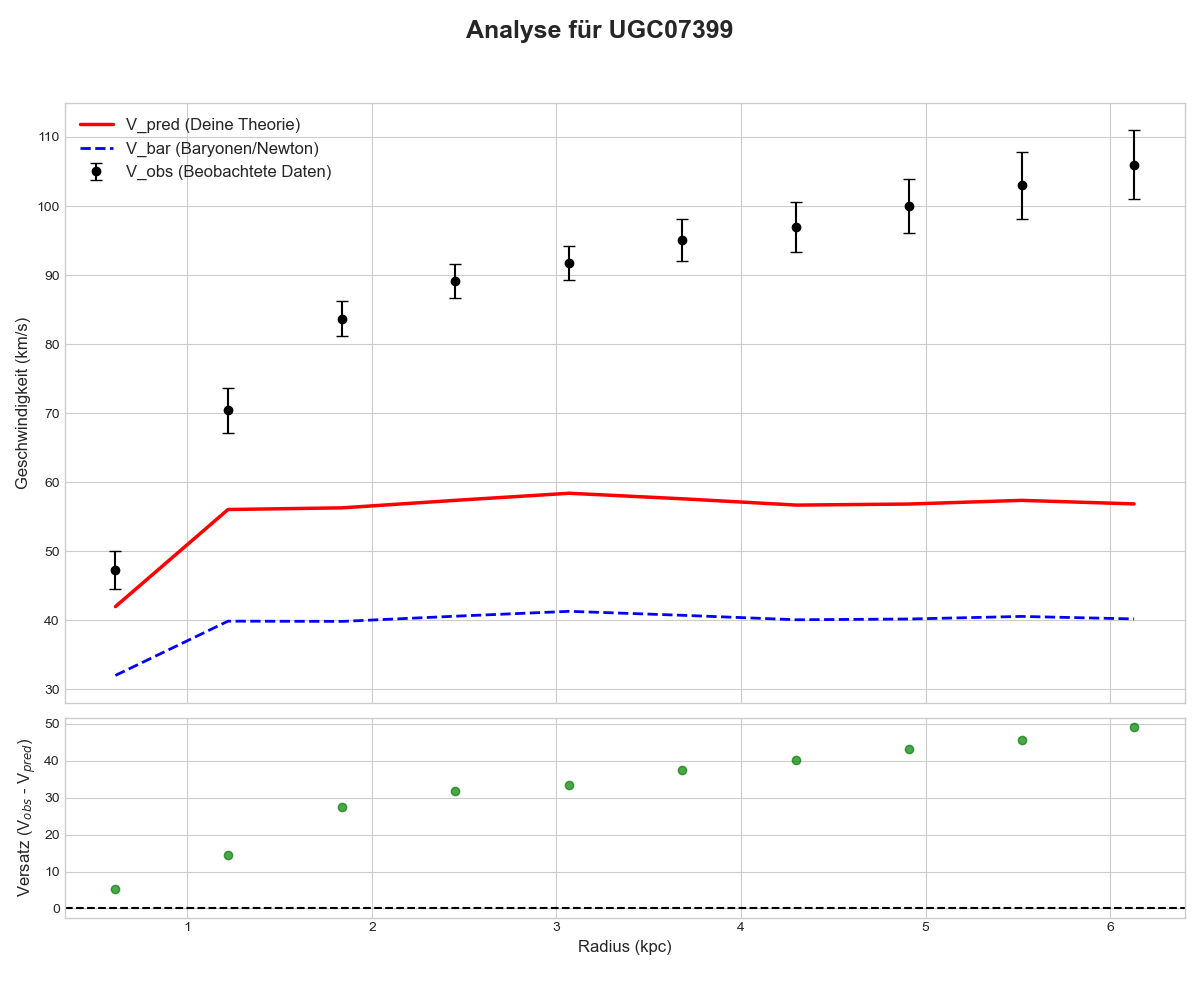 Analyse für UGC07399
V_pred (Deine Theorie)
V_bar (Baryonen/Newton)
V_obs (Beobachtete Daten)
Geschwindigkeit (km/s)
110
100
90
80
70
60
50
40
30
Versatz (V_obs - V_pred)
50
40
30
20
10
0
1 2 3 4 5 6
Radius (kpc)